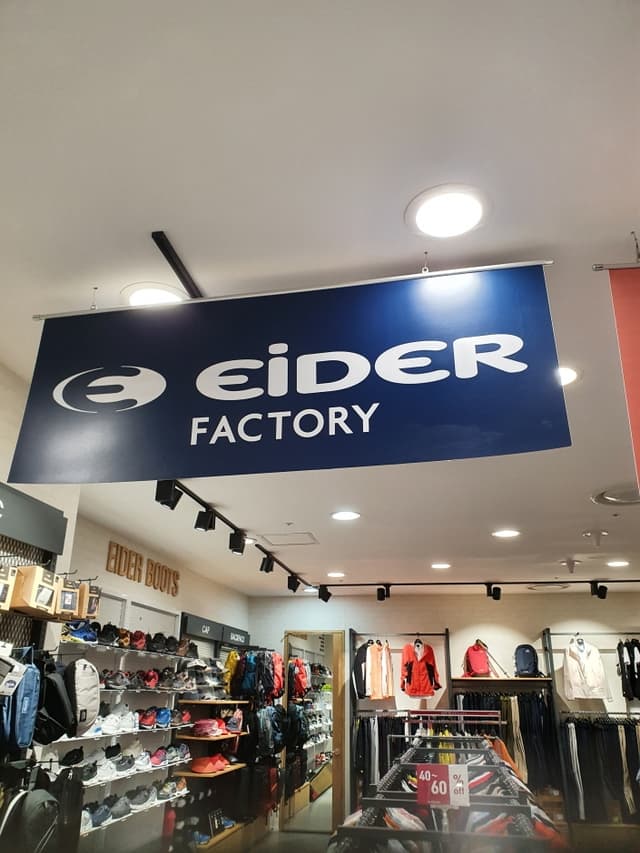 EiDER
FACTORY
EIDER BOOTS
CAP
BACKPACK
40~
60
%
off